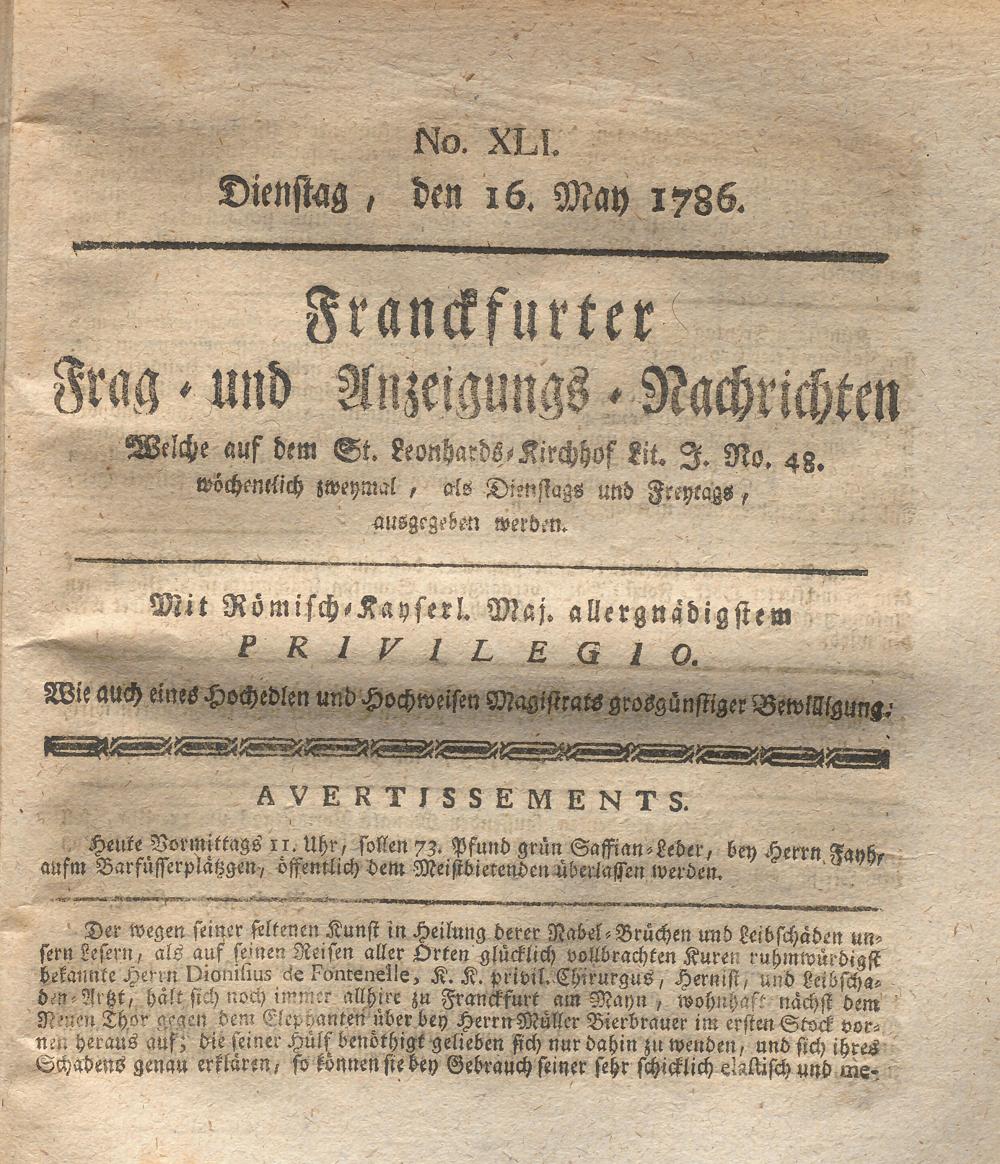 No. XLI.
Dienstag, den 16. May 1786.
Franckfurter
Frag- und Anzeigungs-Nachrichten
Welche auf dem St. Leonhards-Kirchhof Lit. J. No. 48.
wöchentlich zweymal, als Dienstags und Freytags,
ausgegeben werden.
Mit Römisch-Kayserl. Maj. allergnädigstem
PRIVILEGIO.
Wie auch eines Hochedlen und Hochweisen Magistrats grosgünstiger Bewilligung.
AVERTISSEMENTS.
Heute Vormittags 11. Uhr, sollen 73. Pfund grün Saffian-Leder, bey Herrn Fayh,
aufm Barfüsserplätzgen, öffentlich dem Meistbietenden überlassen werden.
Der wegen seiner seltenen Kunst in Heilung derer Nabel-Brüchen und Leibschäden un-
sern Lesern, als auf seinen Reisen aller Orten glücklich vollbrachten Kuren ruhmwürdigst
bekannte Herrn Dionisius de Fontenelle, K. K. privil. Chirurgus, Hernist, und Leibscha-
den-Artzt, hält sich noch immer allhire zu Franckfurt am Mayn, wohnhaft nächst dem
Neuen Thor gegen dem Elephanten über bey Herrn Müller Bierbrauer im ersten Stock vor-
nen heraus auf; die seiner Hülf benöthigt gelieben sich nur dahin zu wenden, und sich ihres
Schadens genau erklären, so können sie bey Gebrauch seiner sehr schicklich elastisch und me-